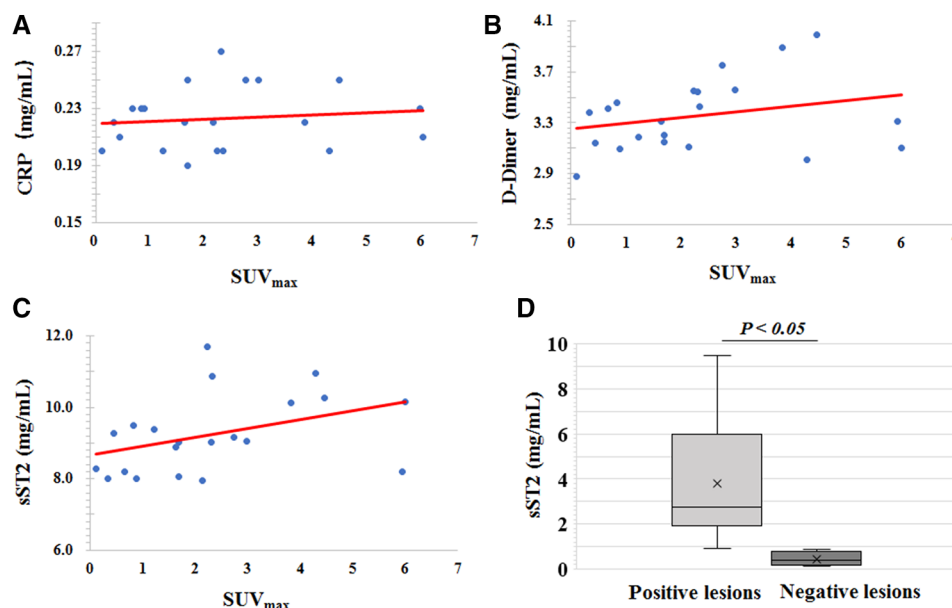 A
CRP (mg/mL)
0.27
0.23
0.19
0.15
0 1 2 3 4 5 6 7
SUVmax
B
D-Dimer (mg/mL)
4.1
3.7
3.3
2.9
2.5
0 1 2 3 4 5 6
SUVmax
C
sST2 (mg/mL)
12.0
10.0
8.0
6.0
0 1 2 3 4 5 6 7
SUVmax
D
P < 0.05
sST2 (mg/mL)
10
8
6
4
2
0
Positive lesions Negative lesions